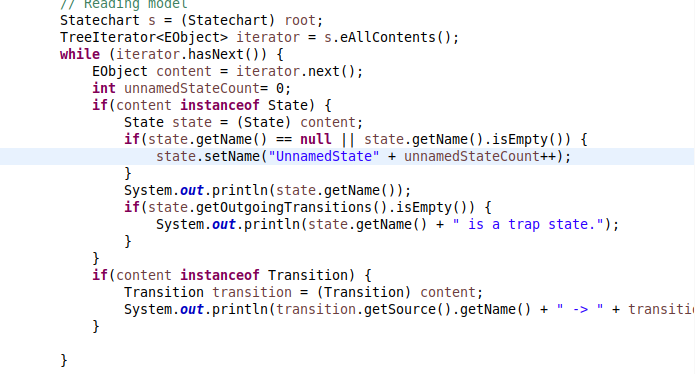 // Reading model
Statechart s = (Statechart) root;
TreeIterator<EObject> iterator = s.eAllContents();
while (iterator.hasNext()) {
    EObject content = iterator.next();
    int unnamedStateCount= 0;
    if(content instanceof State) {
        State state = (State) content;
        if(state.getName() == null || state.getName().isEmpty()) {
            state.setName("UnnamedState" + unnamedStateCount++);
        }
        System.out.println(state.getName());
        if(state.getOutgoingTransitions().isEmpty()) {
            System.out.println(state.getName() + " is a trap state.");
        }
    }
    if(content instanceof Transition) {
        Transition transition = (Transition) content;
        System.out.println(transition.getSource().getName() + " -> " + transiti
    }
}